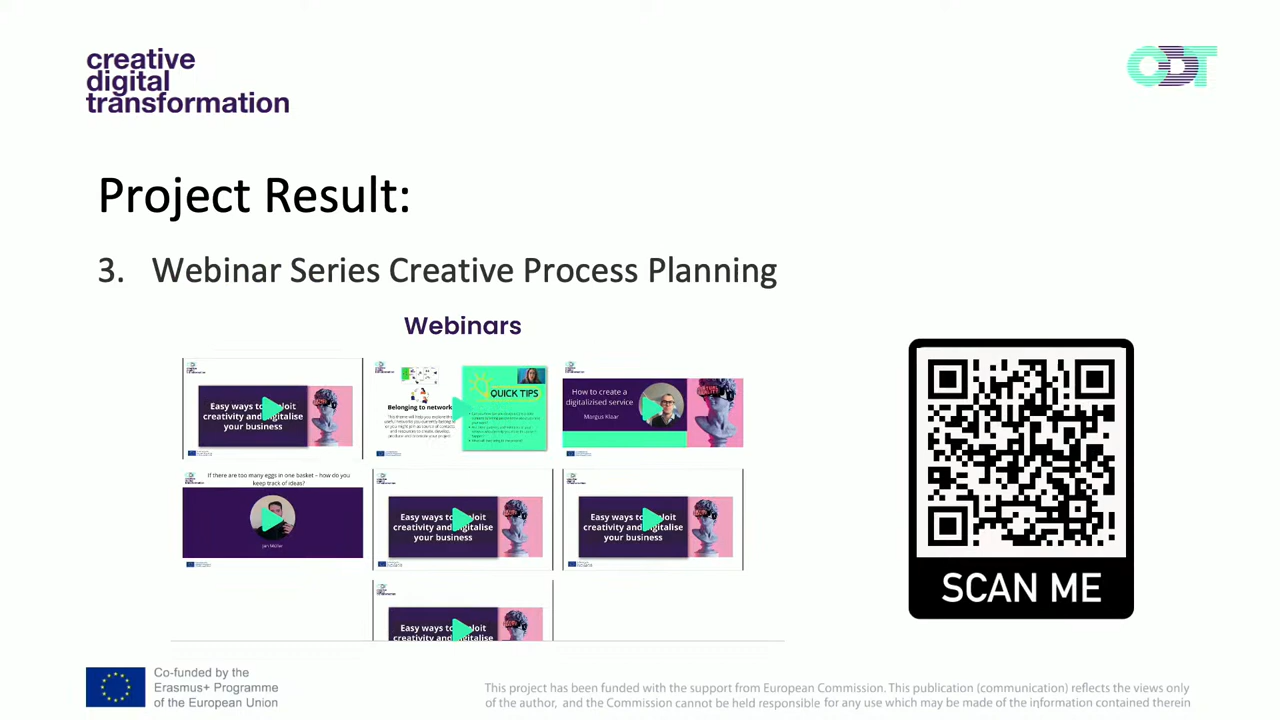 creative
digital
transformation
CDT
Project Result:
3. Webinar Series Creative Process Planning
Webinars
Easy ways to exploit
creativity and digitalise
your business
Belonging to network
QUICK TIPS
How to create a
digitalizised service
Margus Klaar
If there are too many eggs in one basket – how do you
keep track of ideas?
Jan Müller
Easy ways to exploit
creativity and digitalise
your business
Easy ways to exploit
creativity and digitalise
your business
Easy ways to exploit
creativity and digitalise
SCAN ME
Co-funded by the
Erasmus+ Programme
of the European Union
This project has been funded with the support from European Commission. This publication (communication) reflects the views only
of the author, and the Commission cannot be held responsible for any use which may be made of the information contained therein